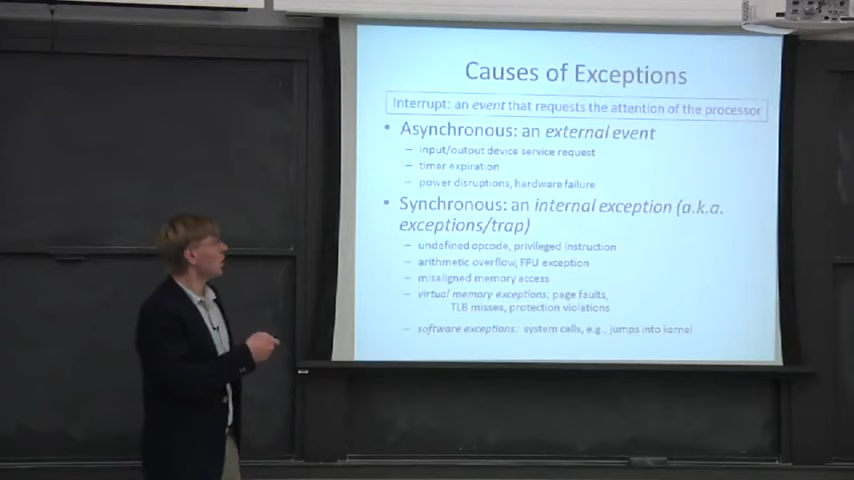 Causes of Exceptions
Interrupt: an event that requests the attention of the processor
• Asynchronous: an external event
– input/output device service request
– timer expiration
– power disruptions, hardware failure
• Synchronous: an internal exception (a.k.a.
exceptions/trap)
– undefined opcode, privileged instruction
– arithmetic overflow, FPU exception
– misaligned memory access
– virtual memory exceptions: page faults,
TLB misses, protection violations
– software exceptions: system calls, e.g., jumps into kernel